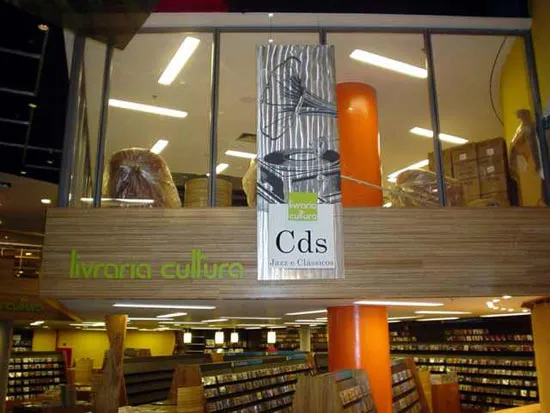 livraria
cultura
Cds
Jazz e Clássicos
livraria cultura